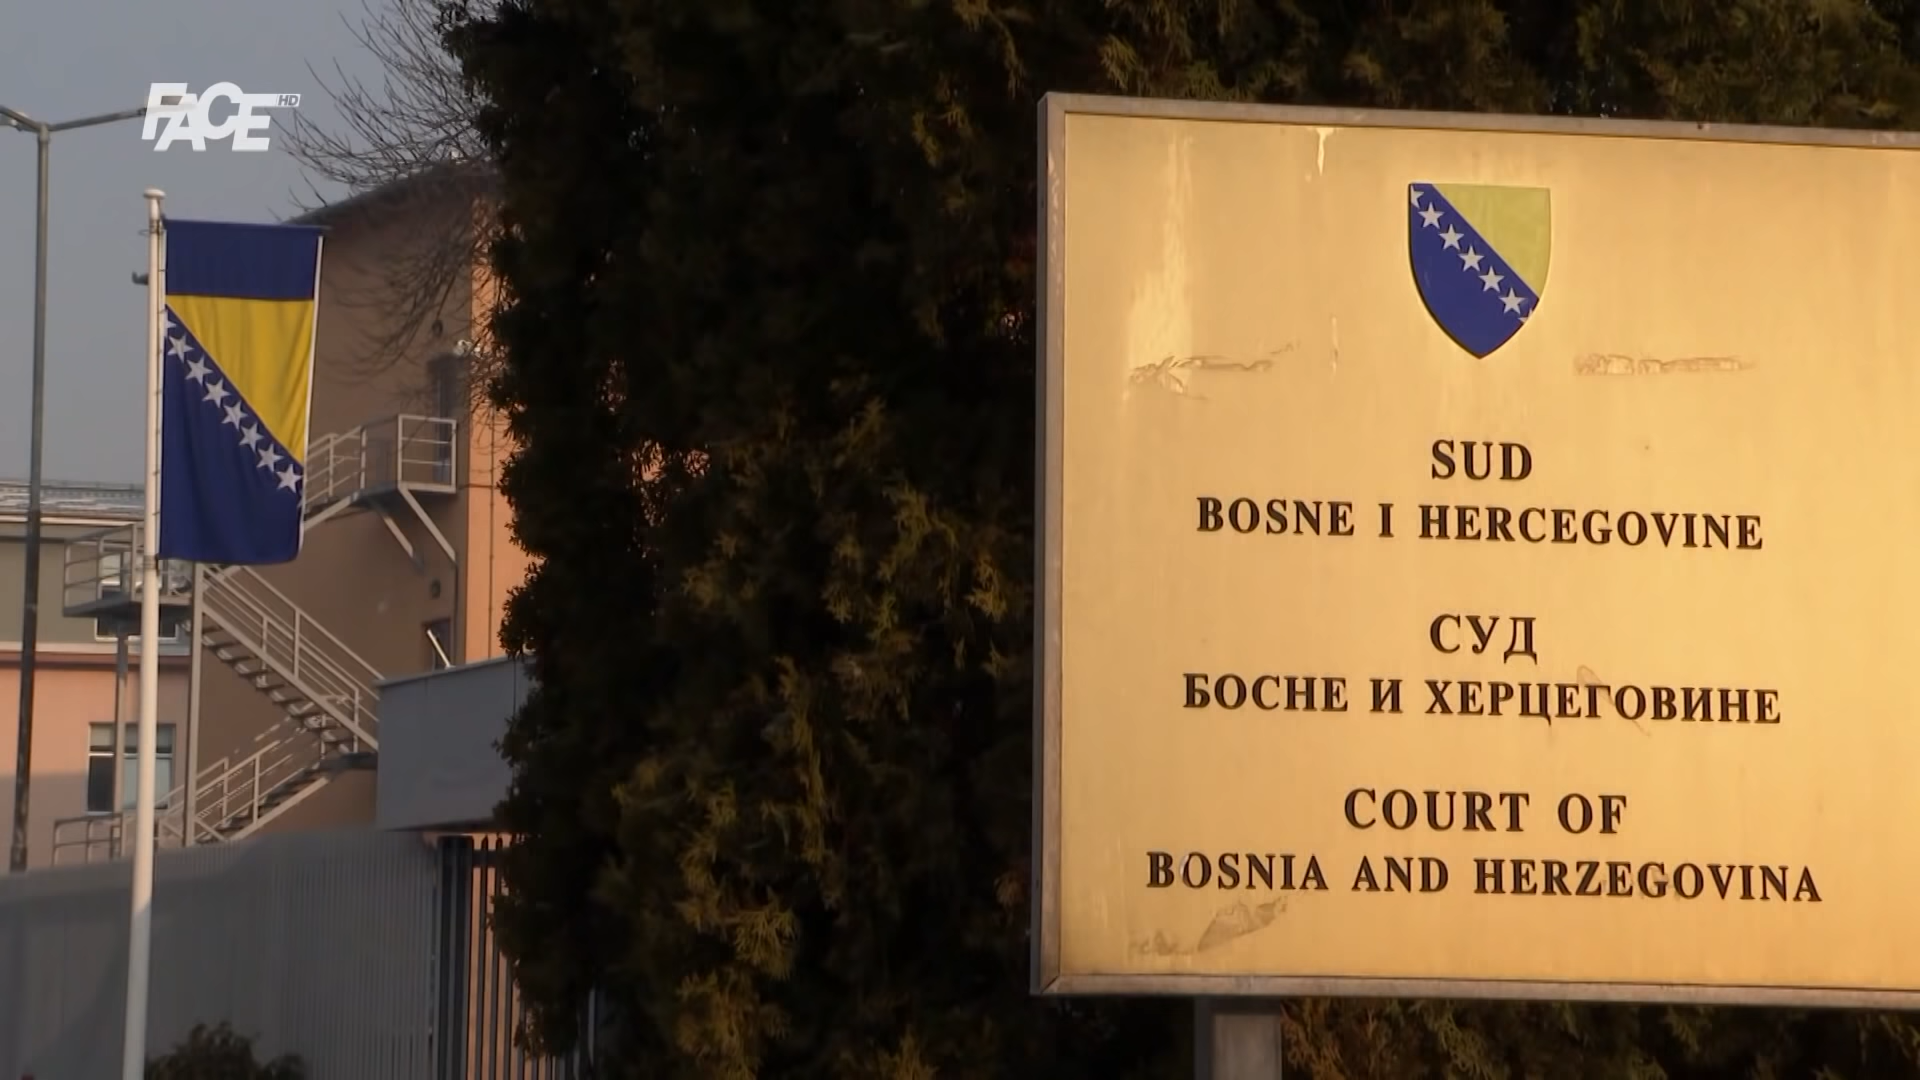 FACE HD
SUD
BOSNE I HERCEGOVINE
СУД
БОСНЕ И ХЕРЦЕГОВИНЕ
COURT OF
BOSNIA AND HERZEGOVINA